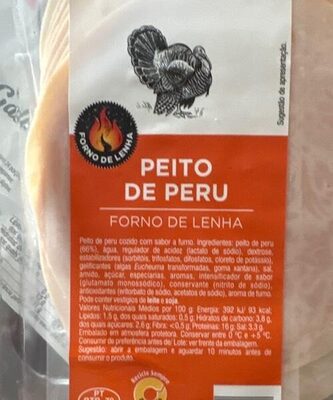 Sugestão de apresentação.
FORNO DE LENHA
PEITO
DE PERU
FORNO DE LENHA
Peito de peru cozido com sabor a fumo. Ingredientes: peito de peru
(66%), água, regulador de acidez (lactato de sódio), dextrose,
estabilizadores (sorbitóis, trifosfatos, difosfatos, cloreto de potássio),
gelificantes (algas Eucheuma transformadas, goma xantana), sal,
amido, açúcar, especiarias, aromas, intensificador de sabor
(glutamato monossódico), conservante (nitrito de sódio),
antioxidantes (eritorbato de sódio, acetatos de sódio), aroma de fumo.
Pode conter vestígios de leite e soja.
Valores Nutricionais Médios por 100 g: Energia: 392 kJ/ 93 kcal.
Lípidos: 1,5 g, dos quais saturados: 0,5 g; Hidratos de carbono: 3,8 g,
dos quais açúcares: 2,8 g; Fibra: <0,5 g; Proteínas: 16 g; Sal: 3,3 g.
Embalado em atmosfera protetora. Conservar entre 0 ºC e +5 ºC.
Consumir de preferência antes de/ Lote: ver frente da embalagem.
Sugestão: abrir a embalagem e aguardar 10 minutos antes de
consumir o produto.
PT
Recicle Sempre